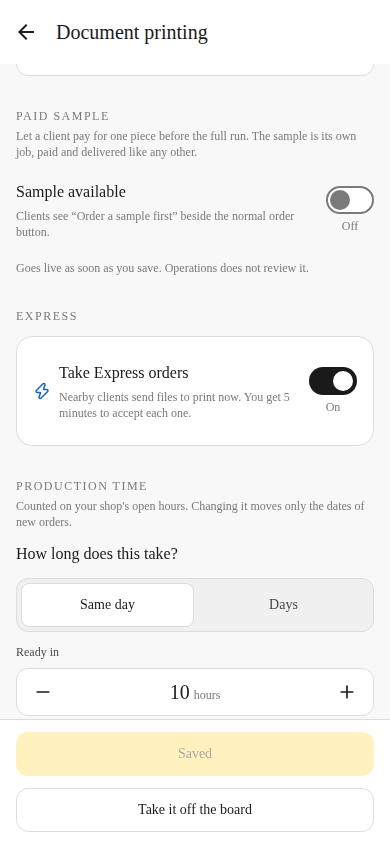 Document printing
PAID SAMPLE
Let a client pay for one piece before the full run. The sample is its own
job, paid and delivered like any other.
Sample available
Clients see “Order a sample first” beside the normal order
button.
Off
Goes live as soon as you save. Operations does not review it.
EXPRESS
Take Express orders
Nearby clients send files to print now. You get 5
minutes to accept each one.
On
PRODUCTION TIME
Counted on your shop's open hours. Changing it moves only the dates of
new orders.
How long does this take?
Same day Days
Ready in
10 hours
Saved
Take it off the board